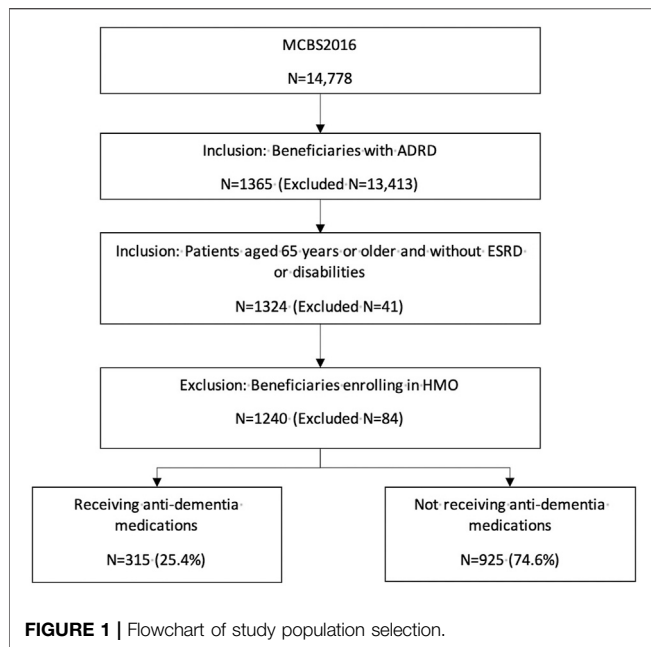 MCBS2016
N=14,778
Inclusion: Beneficiaries with ADRD
N=1365 (Excluded N=13,413)
Inclusion: Patients aged 65 years or older and without ESRD
or disabilities
N=1324 (Excluded N=41)
Exclusion: Beneficiaries enrolling in HMO
N=1240 (Excluded N=84)
Receiving anti-dementia
medications
N=315 (25.4%)
Not receiving anti-dementia
medications
N=925 (74.6%)
FIGURE 1 | Flowchart of study population selection.